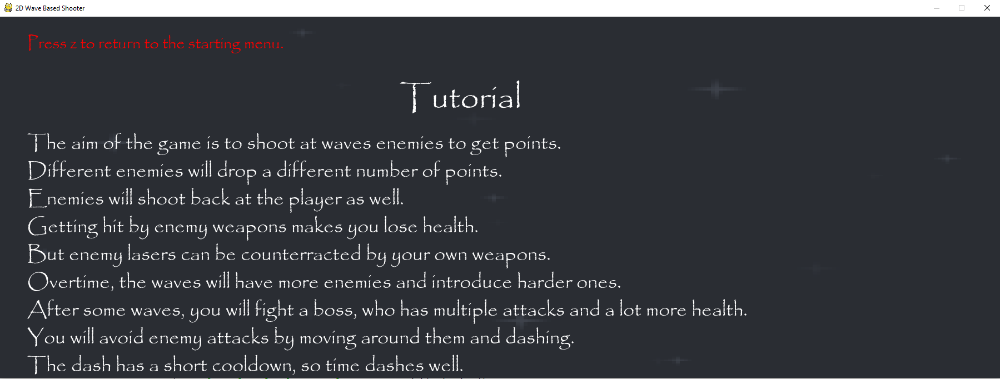 2D Wave Based Shooter
Press z to return to the starting menu.
Tutorial
The aim of the game is to shoot at waves enemies to get points.
Different enemies will drop a different number of points.
Enemies will shoot back at the player as well.
Getting hit by enemy weapons makes you lose health.
But enemy lasers can be counterracted by your own weapons.
Overtime, the waves will have more enemies and introduce harder ones.
After some waves, you will fight a boss, who has multiple attacks and a lot more health.
You will avoid enemy attacks by moving around them and dashing.
The dash has a short cooldown, so time dashes well.